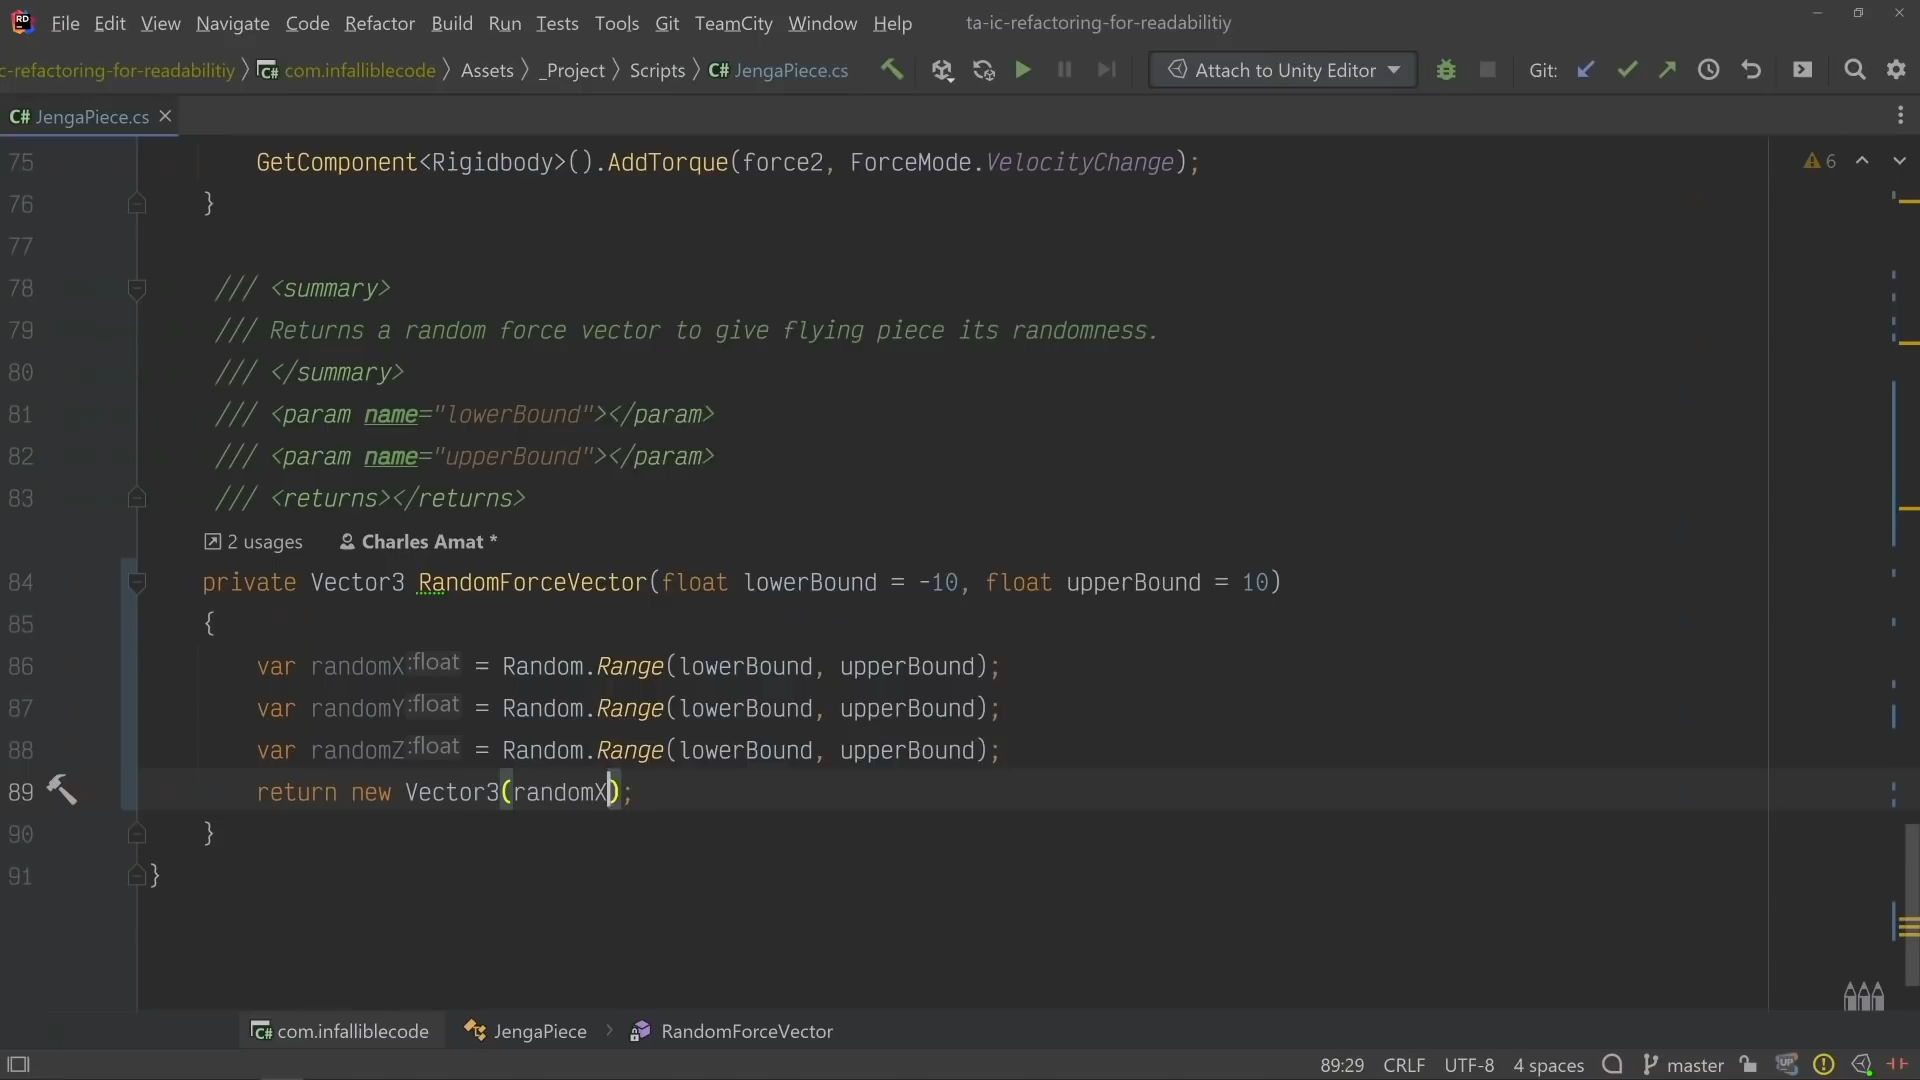 RD File Edit View Navigate Code Refactor Build Run Tests Tools Git TeamCity Window Help ta-ic-refactoring-for-readabilitiy
c-refactoring-for-readabilitiy C# com.infalliblecode Assets _Project Scripts C# JengaPiece.cs Attach to Unity Editor Git:
C# JengaPiece.cs
75 GetComponent<Rigidbody>().AddTorque(force2, ForceMode.VelocityChange); 6
76 }
77
78 /// <summary>
79 /// Returns a random force vector to give flying piece its randomness.
80 /// </summary>
81 /// <param name="lowerBound"></param>
82 /// <param name="upperBound"></param>
83 /// <returns></returns>
2 usages Charles Amat *
84 private Vector3 RandomForceVector(float lowerBound = -10, float upperBound = 10)
85 {
86 var randomX:float = Random.Range(lowerBound, upperBound);
87 var randomY:float = Random.Range(lowerBound, upperBound);
88 var randomZ:float = Random.Range(lowerBound, upperBound);
89 return new Vector3(randomX);
90 }
91 }
C# com.infalliblecode JengaPiece RandomForceVector
89:29 CRLF UTF-8 4 spaces master UP